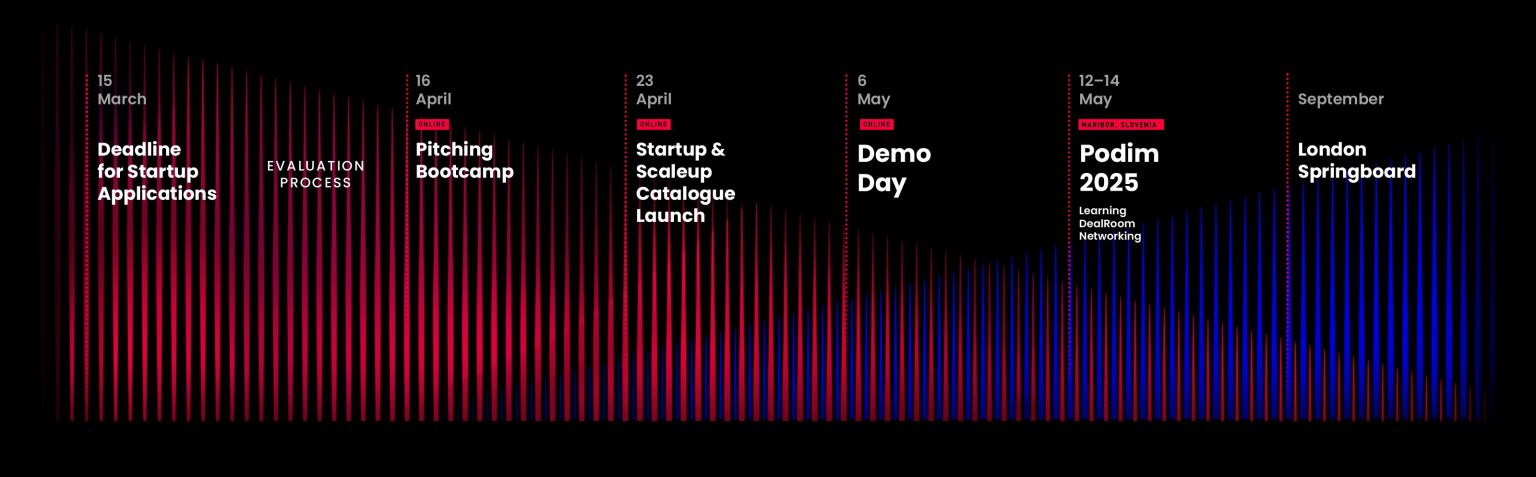 15
March
Deadline
for Startup
Applications
EVALUATION
PROCESS
16
April
ONLINE
Pitching
Bootcamp
23
April
ONLINE
Startup &
Scaleup
Catalogue
Launch
6
May
ONLINE
Demo
Day
12–14
May
MARIBOR, SLOVENIA
Podim
2025
Learning
DealRoom
Networking
September
London
Springboard